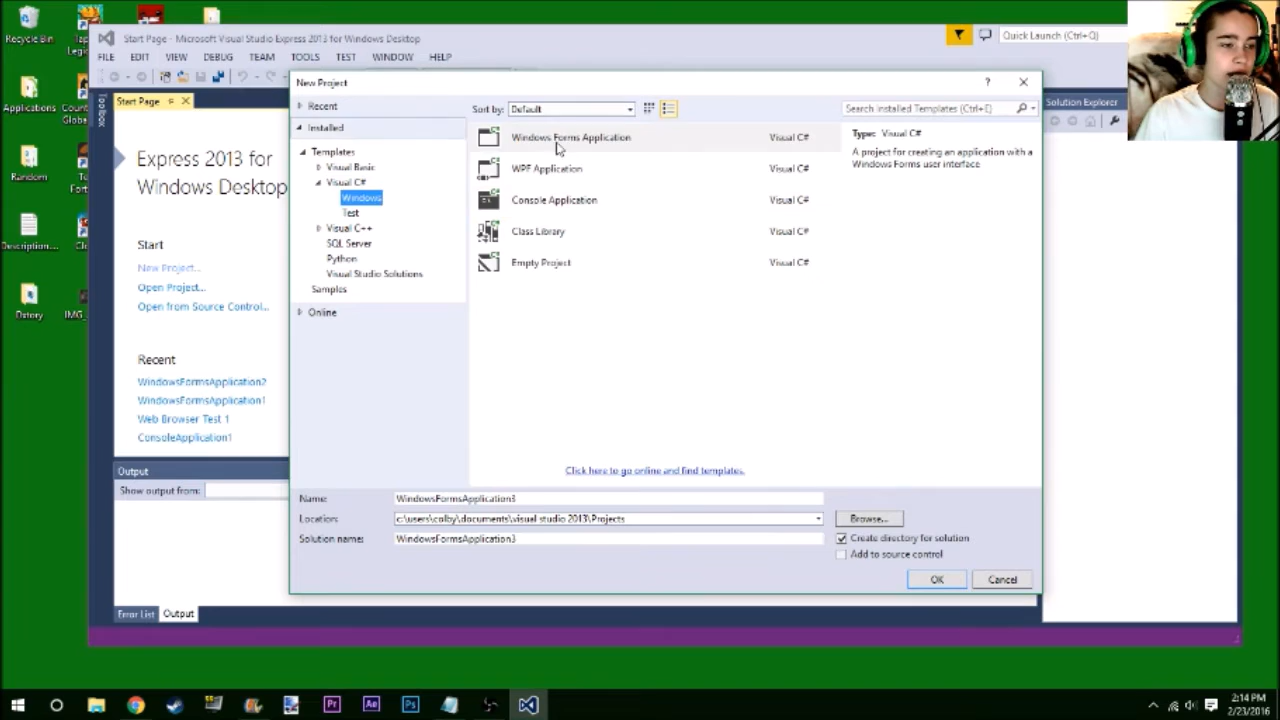 Recycle Bin
Applications
Random
Description...
Dxtory
Start Page - Microsoft Visual Studio Express 2013 for Windows Desktop
Quick Launch (Ctrl+Q)
FILE EDIT VIEW DEBUG TEAM TOOLS TEST WINDOW HELP
Toolbox
Start Page
Express 2013 for
Windows Desktop
Start
New Project...
Open Project...
Open from Source Control...
Recent
WindowsFormsApplication2
WindowsFormsApplication1
Web Browser Test 1
ConsoleApplication1
Output
Show output from:
Error List Output
Solution Explorer
New Project
? 
Recent
Installed
Templates
Visual Basic
Visual C#
Windows
Test
Visual C++
SQL Server
Python
Visual Studio Solutions
Samples
Online
Sort by: Default
Search Installed Templates (Ctrl+E)
Windows Forms Application Visual C#
WPF Application Visual C#
Console Application Visual C#
Class Library Visual C#
Empty Project Visual C#
Type: Visual C#
A project for creating an application with a
Windows Forms user interface
Click here to go online and find templates.
Name: WindowsFormsApplication3
Location: c:\users\colby\documents\visual studio 2013\Projects
Browse...
Solution name: WindowsFormsApplication3
Create directory for solution
Add to source control
OK Cancel
Pr Ae Ps
2:14 PM
2/23/2016